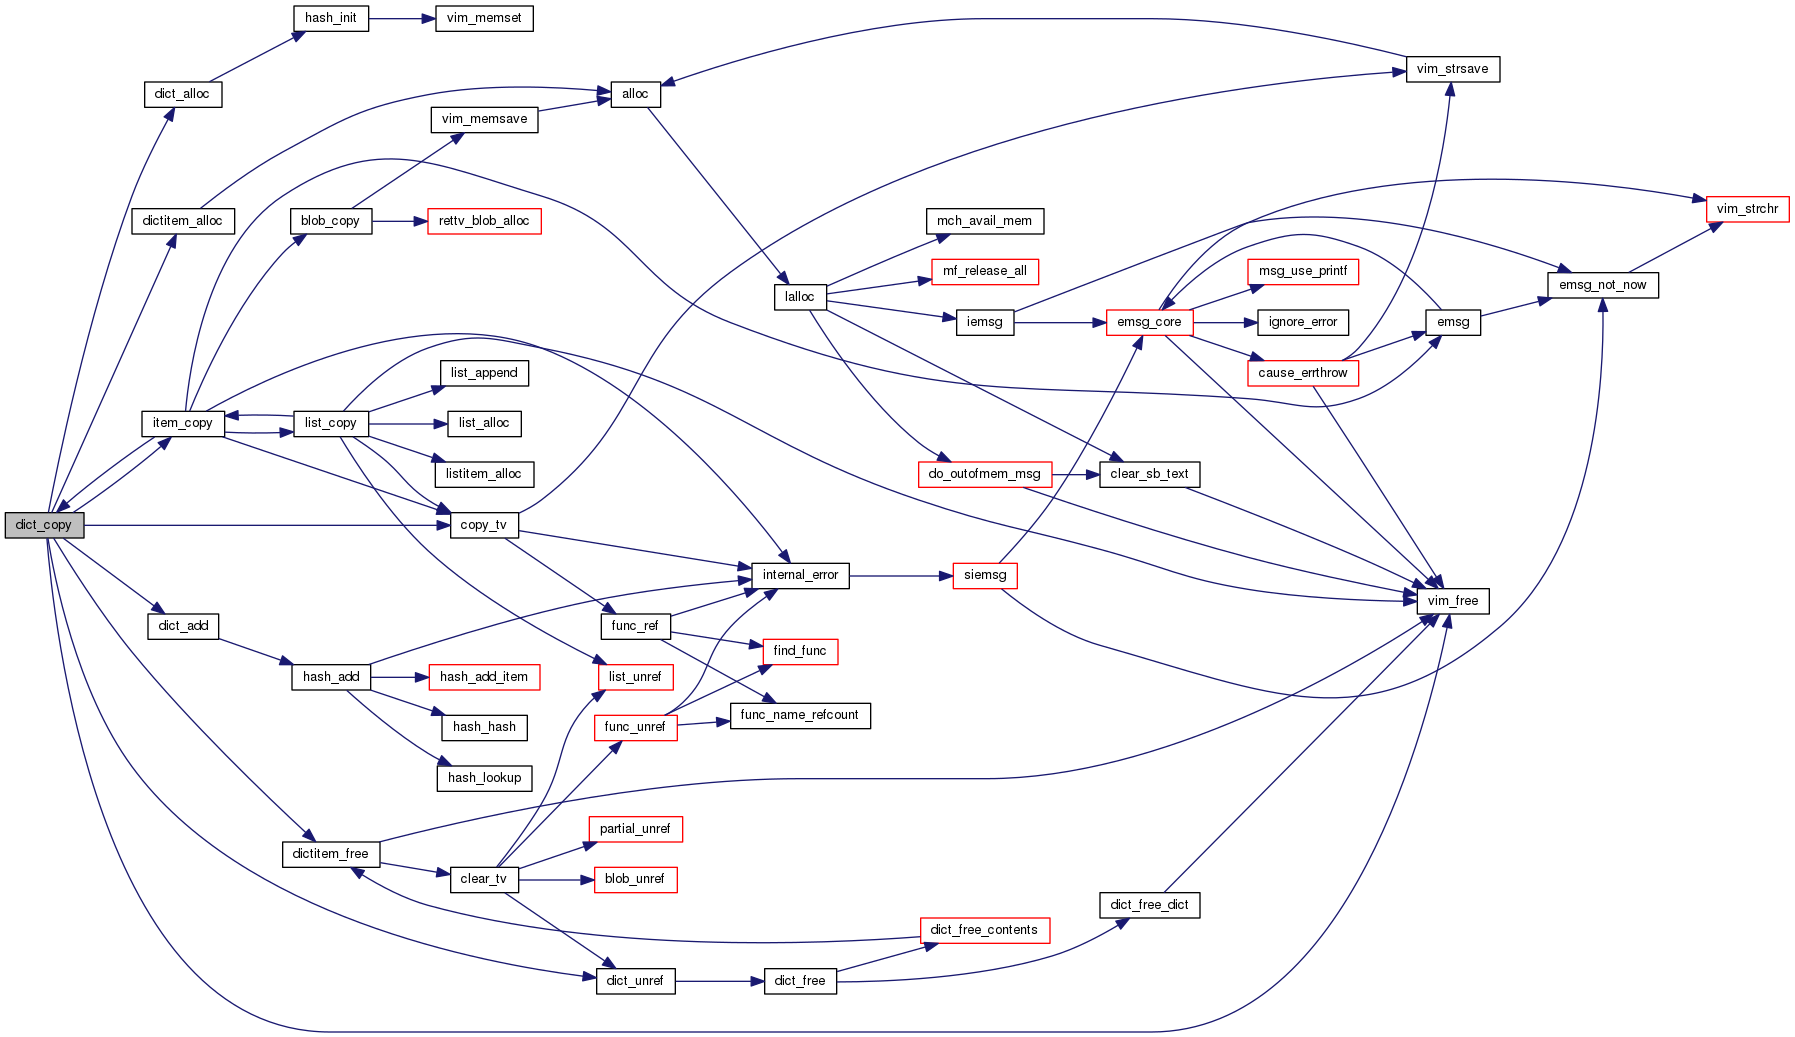 hash_init
vim_memset
vim_strsave
dict_alloc
alloc
vim_memsave
vim_strchr
dictitem_alloc
blob_copy
rettv_blob_alloc
mch_avail_mem
mf_release_all
msg_use_printf
emsg_not_now
lalloc
iemsg
emsg_core
ignore_error
emsg
list_append
cause_errthrow
item_copy
list_copy
list_alloc
listitem_alloc
do_outofmem_msg
clear_sb_text
dict_copy
copy_tv
internal_error
siemsg
vim_free
dict_add
func_ref
find_func
hash_add
hash_add_item
list_unref
func_name_refcount
hash_hash
func_unref
hash_lookup
partial_unref
dictitem_free
clear_tv
blob_unref
dict_free_dict
dict_free_contents
dict_unref
dict_free